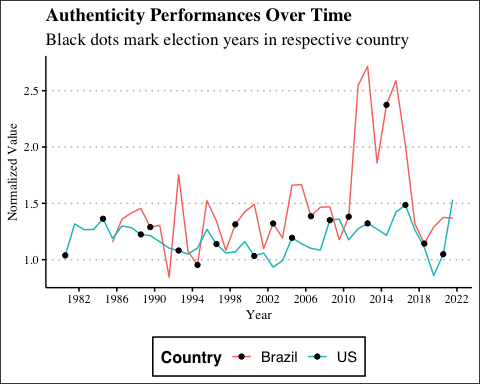 Authenticity Performances Over Time
Black dots mark election years in respective country
Normalized Value
2.5
2.0
1.5
1.0
1982 1986 1990 1994 1998 2002 2006 2010 2014 2018 2022
Year
Country Brazil US